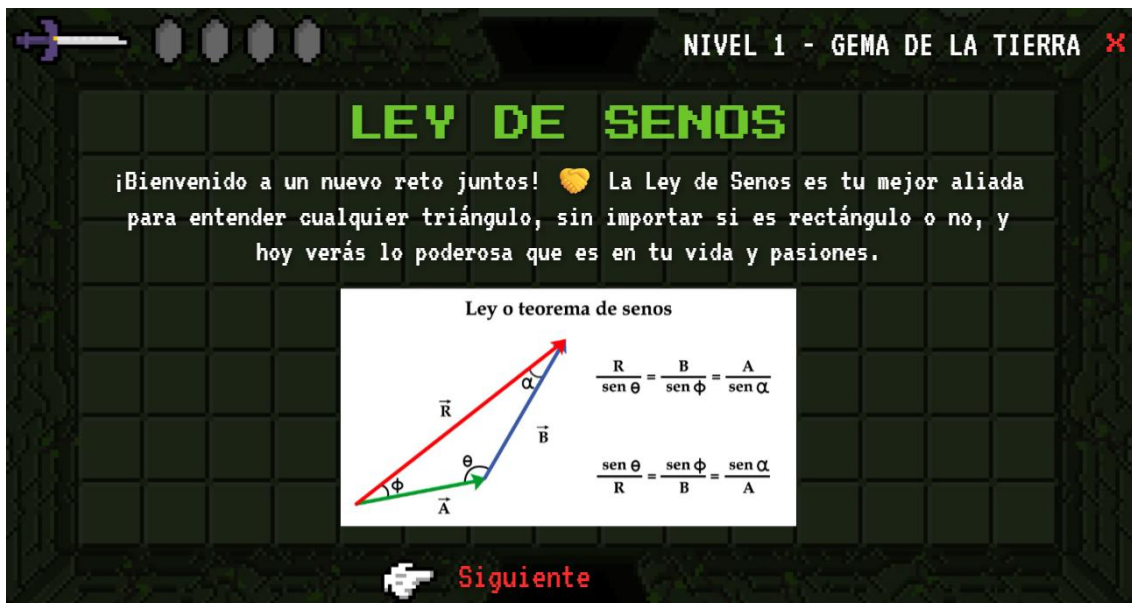 NIVEL 1 - GEMA DE LA TIERRA X
LEY DE SENOS
¡Bienvenido a un nuevo reto juntos! 🤝 La Ley de Senos es tu mejor aliada
para entender cualquier triángulo, sin importar si es rectángulo o no, y
hoy verás lo poderosa que es en tu vida y pasiones.
Ley o teorema de senos
R/sen θ = B/sen ϕ = A/sen α
α
R⃗
B⃗
θ
ϕ
A⃗
sen θ/R = sen ϕ/B = sen α/A
Siguiente